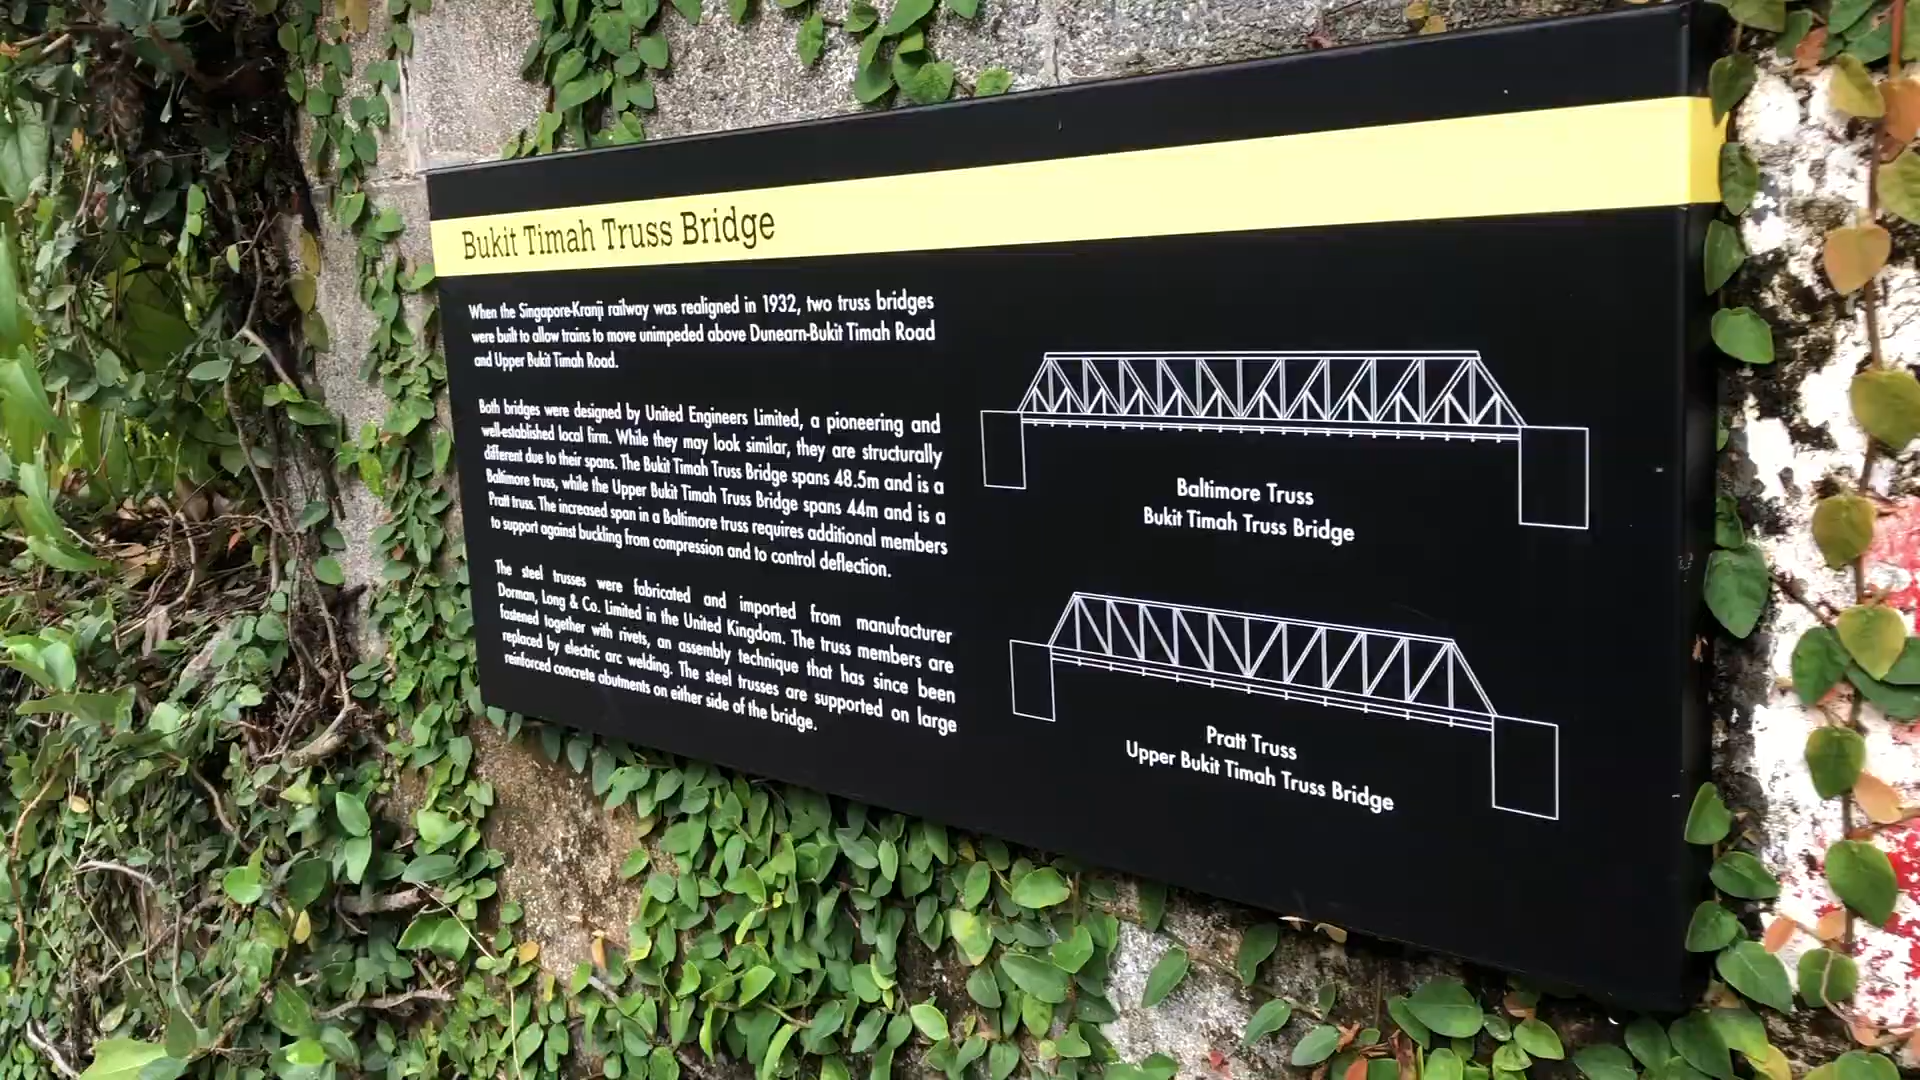 Bukit Timah Truss Bridge
When the Singapore-Kranji railway was realigned in 1932, two truss bridges
were built to allow trains to move unimpeded above Dunearn-Bukit Timah Road
and Upper Bukit Timah Road.
Both bridges were designed by United Engineers Limited, a pioneering and
well-established local firm. While they may look similar, they are structurally
different due to their spans. The Bukit Timah Truss Bridge spans 48.5m and is a
Baltimore truss, while the Upper Bukit Timah Truss Bridge spans 44m and is a
Pratt truss. The increased span in a Baltimore truss requires additional members
to support against buckling from compression and to control deflection.
The steel trusses were fabricated and imported from manufacturer
Dorman, Long & Co. Limited in the United Kingdom. The truss members are
fastened together with rivets, an assembly technique that has since been
replaced by electric arc welding. The steel trusses are supported on large
reinforced concrete abutments on either side of the bridge.
Baltimore Truss
Bukit Timah Truss Bridge
Pratt Truss
Upper Bukit Timah Truss Bridge